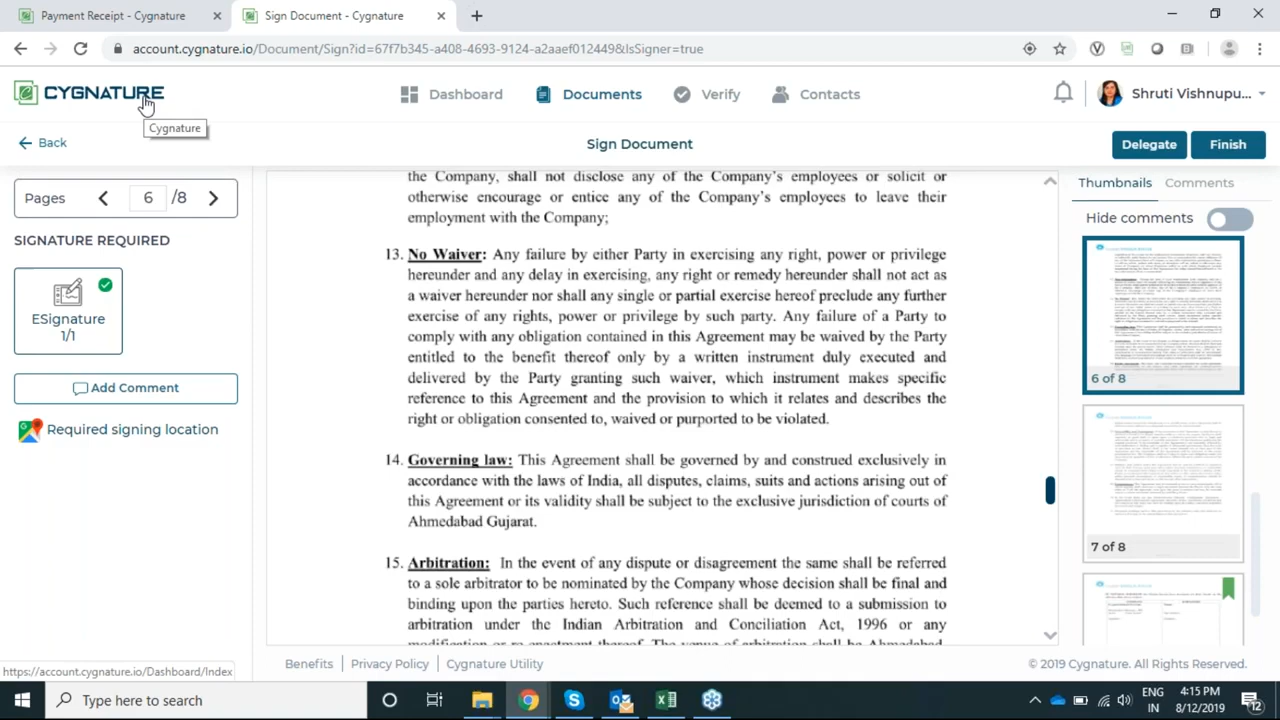 Payment Receipt - Cygnature
Sign Document - Cygnature
account.cygnature.io/Document/Sign?id=67f7b345-a408-4693-9124-a2aaef012449&IsSigner=true
CYGNATURE
Dashboard
Documents
Verify
Contacts
Shruti Vishnupu...
Cygnature
Back
Sign Document
Delegate
Finish
Pages
6
/8
SIGNATURE REQUIRED
ESignature
1/1
Add Comment
Required signing location
the Company, shall not disclose any of the Company's employees or solicit or
otherwise encourage or entice any of the Company's employees to leave their
employment with the Company;
13. No Waiver: Any failure by either Party in exercising any right, power or privilege
hereunder and any delay in exercising, any right or remedy hereunder shall not be
a waiver hereunder nor shall any single or partial exercise hereof preclude any further
exercise of any rights, power or privilege by such party. Any failure of a Party to
comply with any obligation contained in this Agreement may be waived by the Party
entitled to the benefit thereof only by a written instrument duly executed and
delivered by the Party granting such waiver, which instrument makes specific
reference to this Agreement and the provision to which it relates and describes the
right or obligation consented to, waived or purported to be violated.
14. Governing law: This Agreement shall be governed by and construed exclusively in
accordance with the laws of India, all disputes, claims, suits and actions arising out of
this Agreement or its validity shall be subject to the exclusive jurisdiction of courts of
Ahmedabad Gujarat.
15. Arbitration: In the event of any dispute or disagreement the same shall be referred
to a sole arbitrator to be nominated by the Company whose decision shall be final and
binding on the parties hereto. Such reference shall be deemed to a submission to
arbitration under the Indian Arbitration and Conciliation Act, 1996 or any
modification or re-enactment thereof. The venue of arbitration shall be Ahmedabad,
Thumbnails
Comments
Hide comments
6 of 8
7 of 8
https://account.cygnature.io/Dashboard/Index
Benefits
Privacy Policy
Cygnature Utility
© 2019 Cygnature. All Rights Reserved.
Type here to search
ENG
IN
4:15 PM
8/12/2019
12